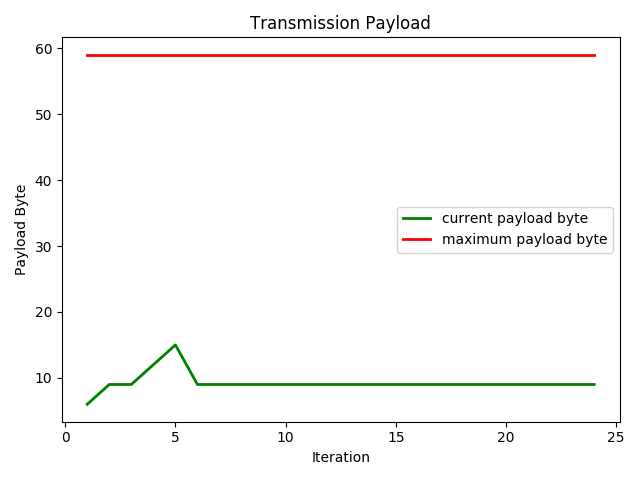 Transmission Payload
60
50
40
30
20
10
Payload Byte
current payload byte
maximum payload byte
0
5
10
15
20
25
Iteration